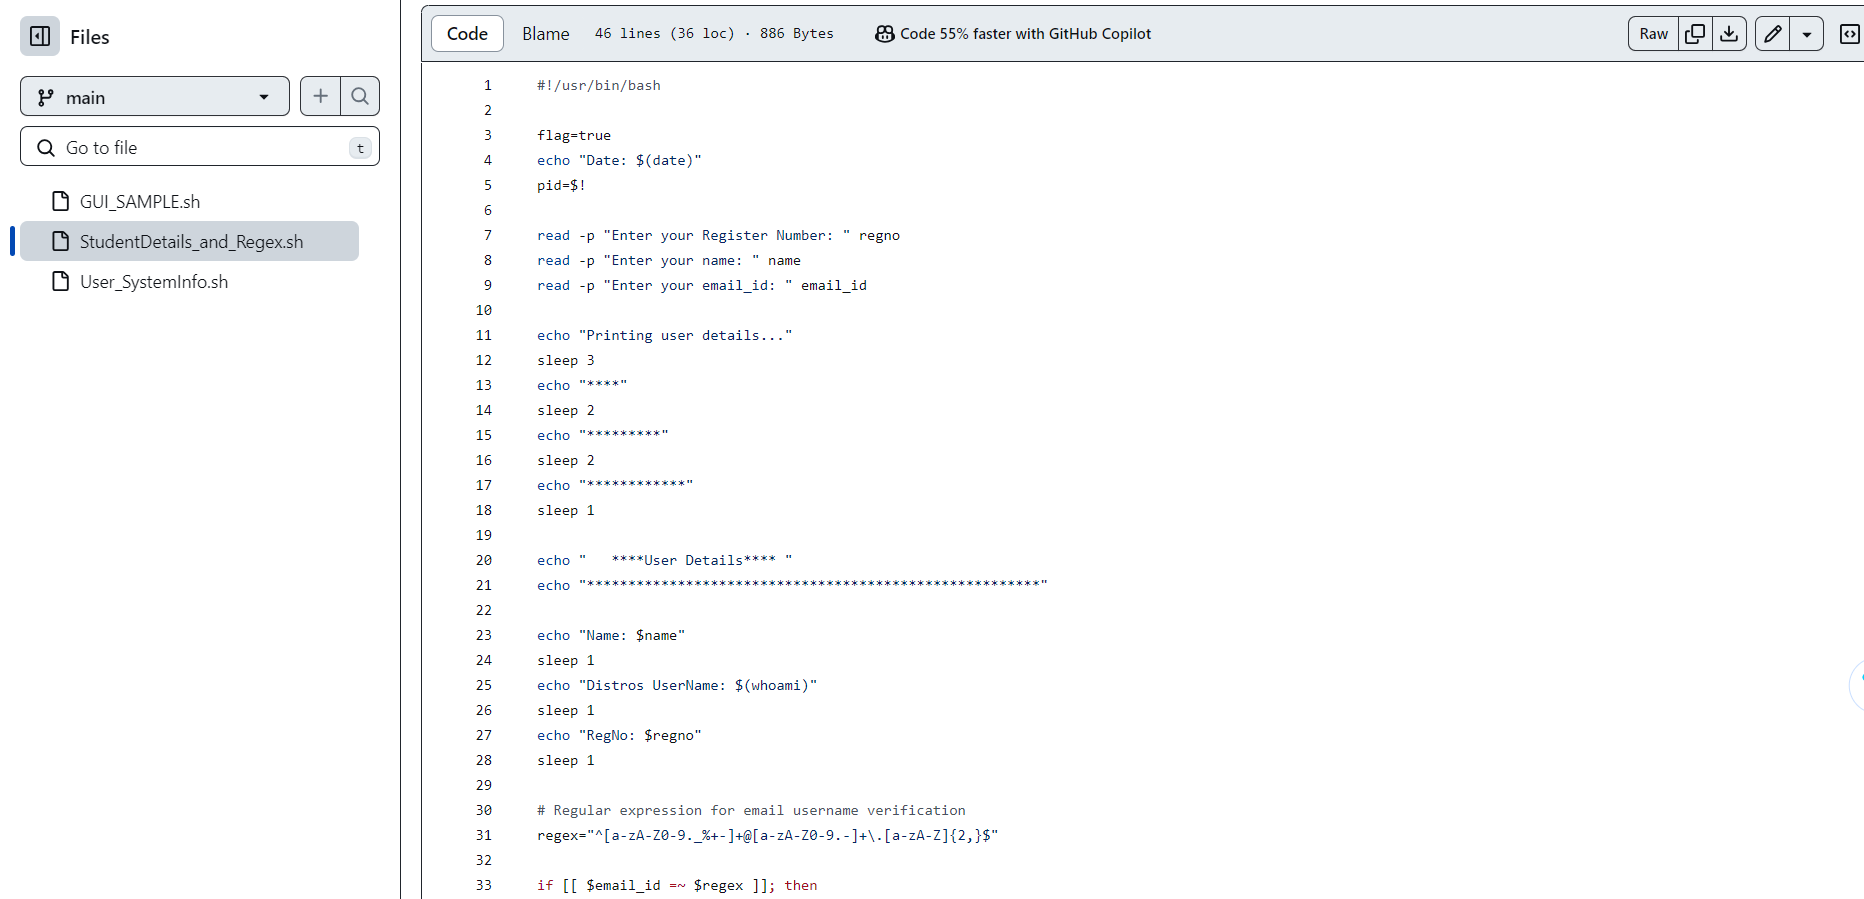 Files
main
Go to file
t
GUI_SAMPLE.sh
StudentDetails_and_Regex.sh
User_SystemInfo.sh
Code Blame 46 lines (36 loc) · 886 Bytes Code 55% faster with GitHub Copilot Raw
1 #!/usr/bin/bash
2
3 flag=true
4 echo "Date: $(date)"
5 pid=$!
6
7 read -p "Enter your Register Number: " regno
8 read -p "Enter your name: " name
9 read -p "Enter your email_id: " email_id
10
11 echo "Printing user details..."
12 sleep 3
13 echo "****"
14 sleep 2
15 echo "*********"
16 sleep 2
17 echo "************"
18 sleep 1
19
20 echo "   ****User Details**** "
21 echo "*******************************************************"
22
23 echo "Name: $name"
24 sleep 1
25 echo "Distros UserName: $(whoami)"
26 sleep 1
27 echo "RegNo: $regno"
28 sleep 1
29
30 # Regular expression for email username verification
31 regex="^[a-zA-Z0-9._%+-]+@[a-zA-Z0-9.-]+\.[a-zA-Z]{2,}$"
32
33 if [[ $email_id =~ $regex ]]; then